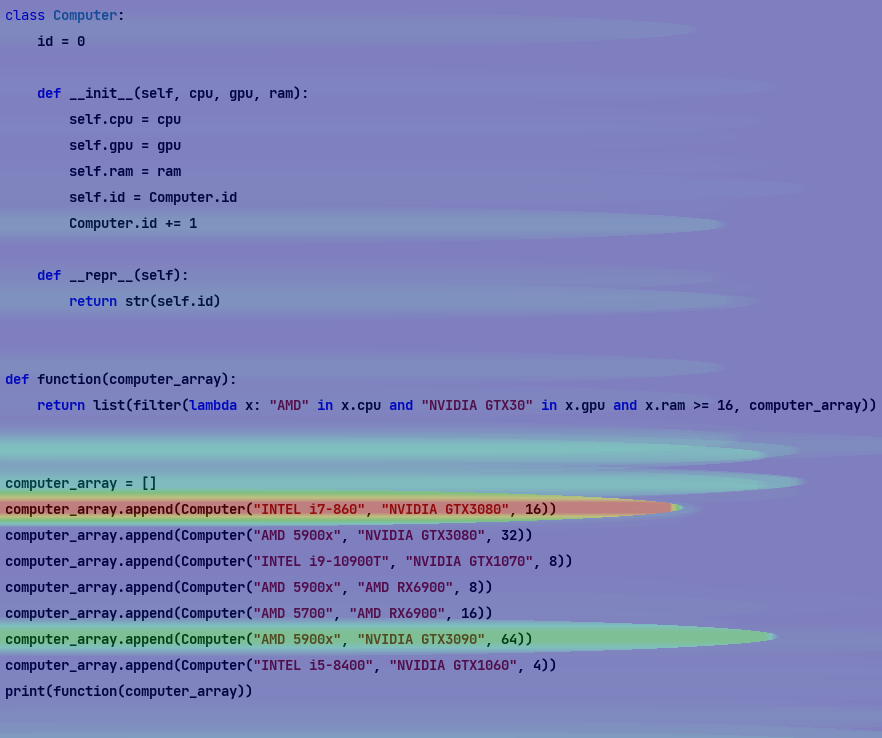 class Computer:
    id = 0
    def __init__(self, cpu, gpu, ram):
        self.cpu = cpu
        self.gpu = gpu
        self.ram = ram
        self.id = Computer.id
        Computer.id += 1
    def __repr__(self):
        return str(self.id)
def function(computer_array):
    return list(filter(lambda x: "AMD" in x.cpu and "NVIDIA GTX30" in x.gpu and x.ram >= 16, computer_array))
computer_array = []
computer_array.append(Computer("INTEL i7-860", "NVIDIA GTX3080", 16))
computer_array.append(Computer("AMD 5900x", "NVIDIA GTX3080", 32))
computer_array.append(Computer("INTEL i9-10900T", "NVIDIA GTX1070", 8))
computer_array.append(Computer("AMD 5900x", "AMD RX6900", 8))
computer_array.append(Computer("AMD 5700", "AMD RX6900", 16))
computer_array.append(Computer("AMD 5900x", "NVIDIA GTX3090", 64))
computer_array.append(Computer("INTEL i5-8400", "NVIDIA GTX1060", 4))
print(function(computer_array))